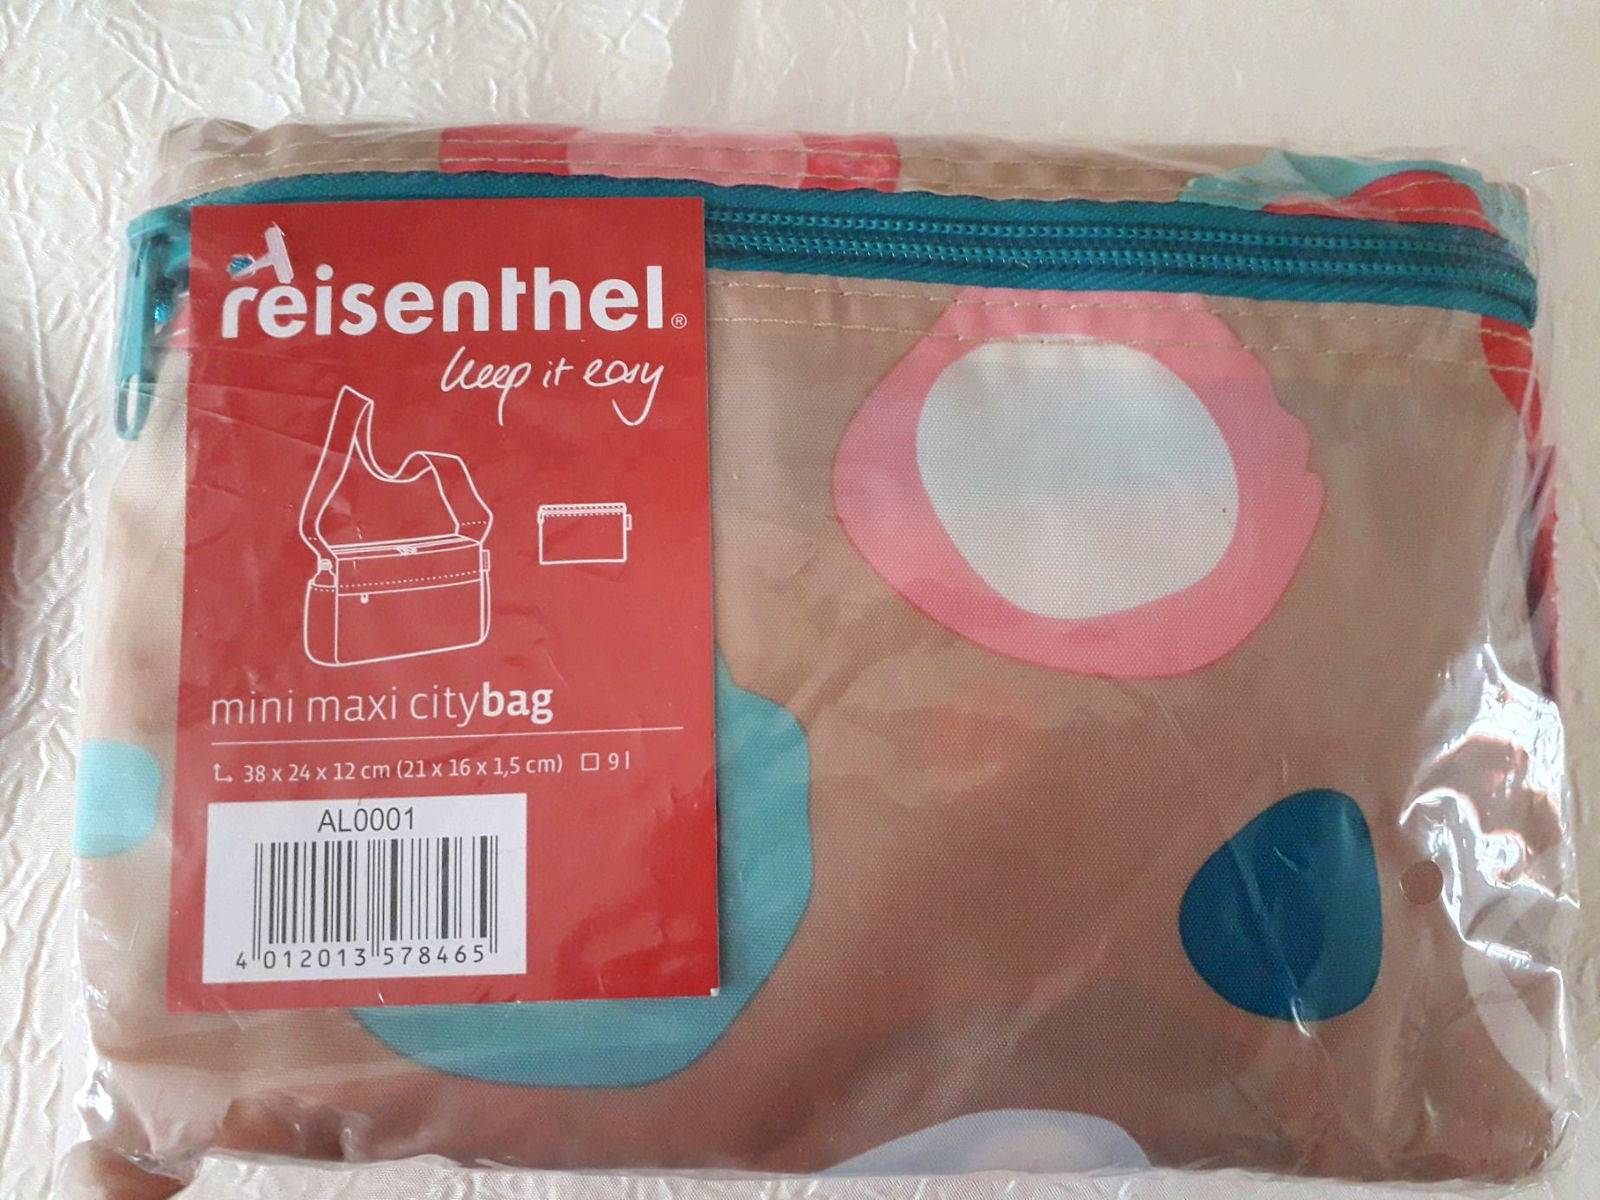 reisenthel®
keep it easy
mini maxi citybag
38 x 24 x 12 cm (21 x 16 x 1,5 cm) 9 l
AL0001
4 012013 578465